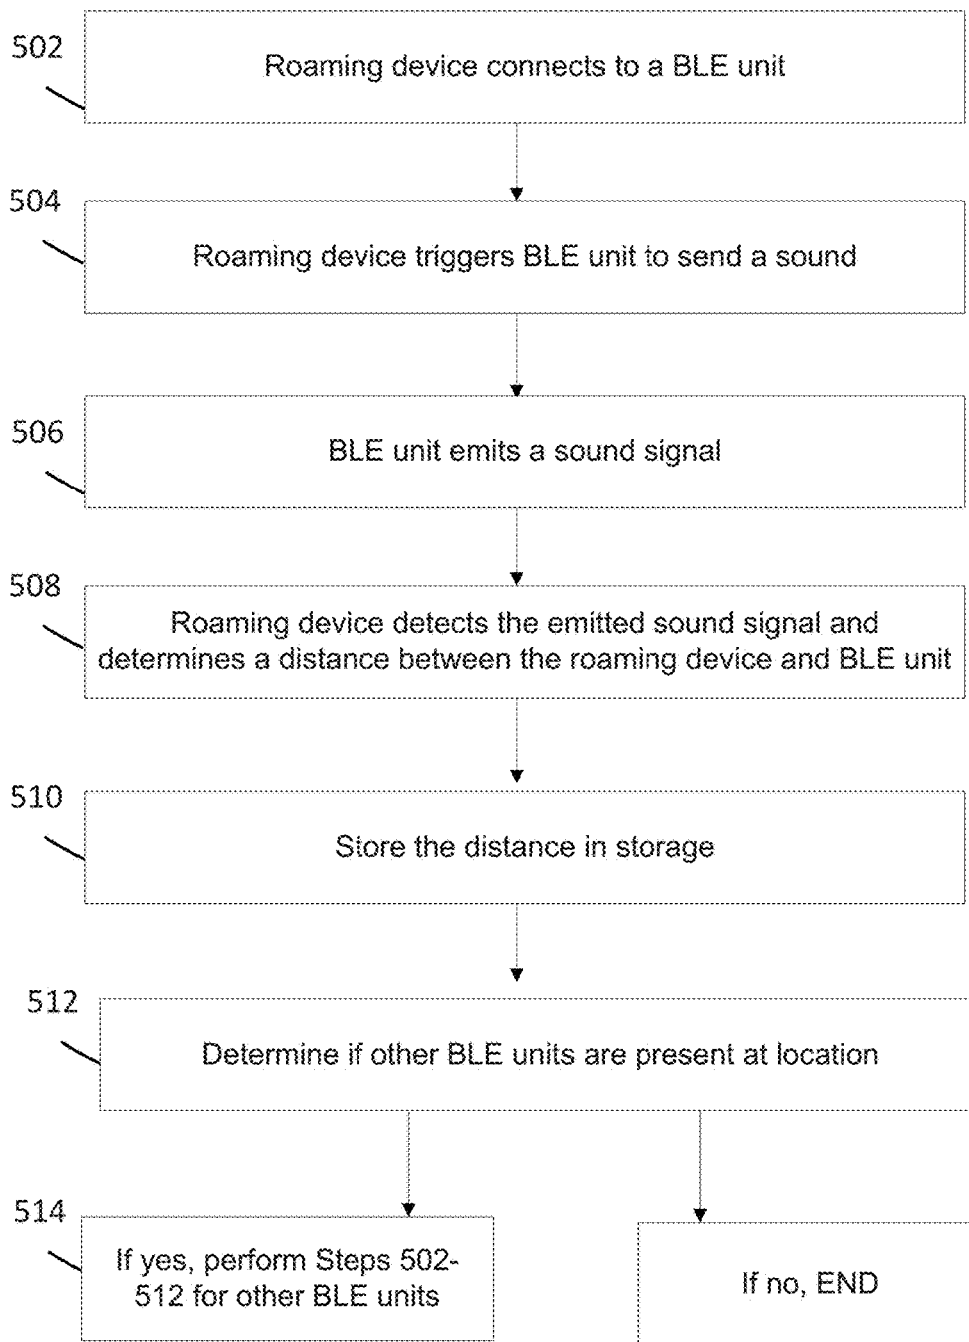 502
Roaming device connects to a BLE unit
504
Roaming device triggers BLE unit to send a sound
506
BLE unit emits a sound signal
508
Roaming device detects the emitted sound signal and
determines a distance between the roaming device and BLE unit
510
Store the distance in storage
512
Determine if other BLE units are present at location
514
If yes, perform Steps 502-
512 for other BLE units
If no, END